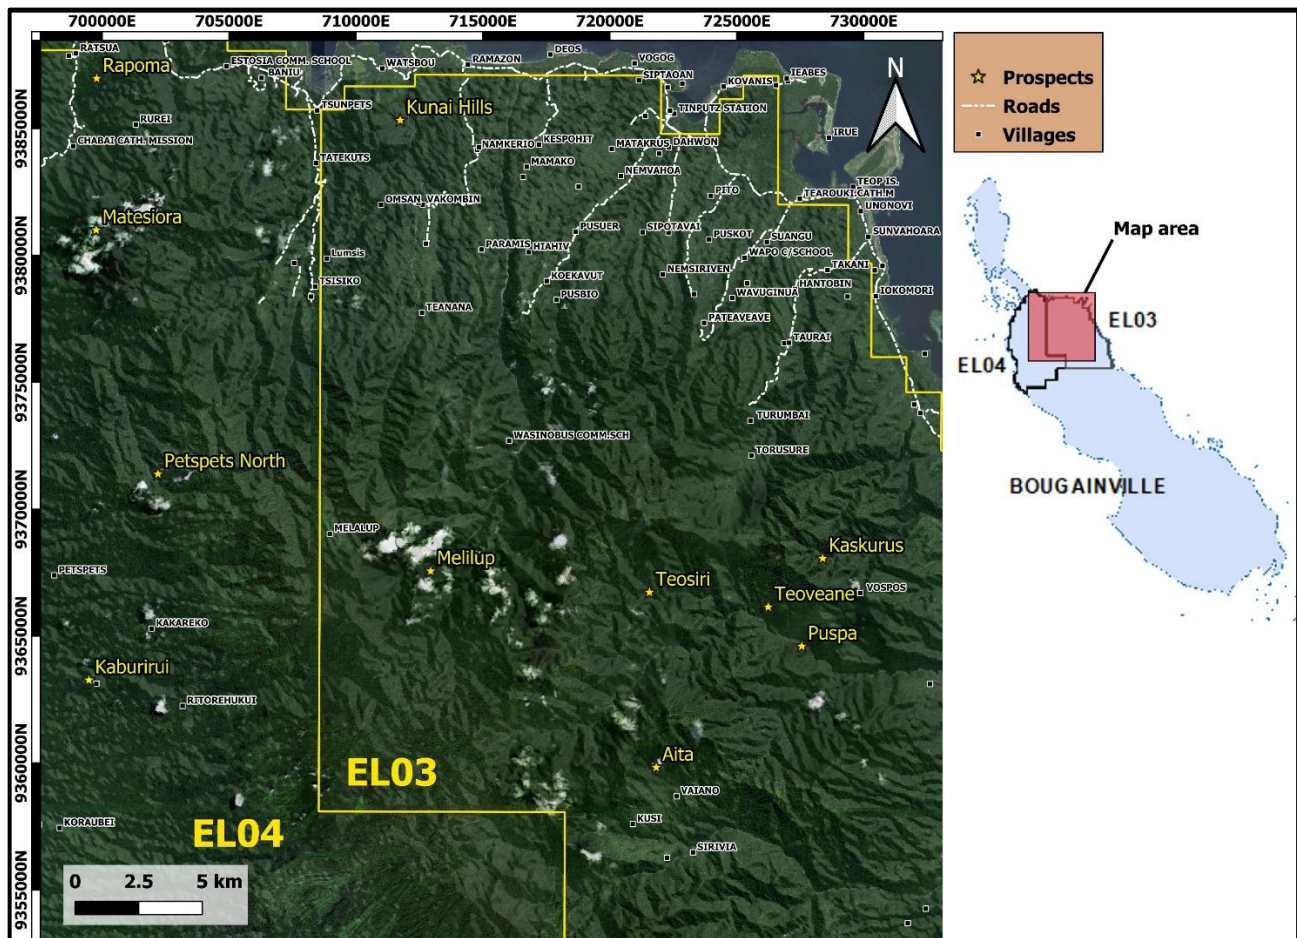 700000E 705000E 710000E 715000E 720000E 725000E 730000E
9385000N
9380000N
9375000N
9370000N
9365000N
9360000N
9355000N
RATSUA
Rapoma
ESTOSIA COMM. SCHOOL
BANIU
WATSBOU
RAMAZON
DEOS
VOGOG
SIPTAOAN
KOVANIS
IEABES
N
TSUNPETS
Kunai Hills
TINPUTZ STATION
RUREI
CHABAI CATH. MISSION
IRUE
NAMKERIO
KESPOHIT
MATAKRUS
DAHWON
TATEKUTS
MAMAKO
NEMVAHOA
PITO
TEOP IS.
TEAROUKI.CATH.M
UNONOVI
OMSAN
VAKOMBIN
Matesiora
PUSUER
SIPOTAVAI
PUSKOT
SUANGU
SUNVAHOARA
Lumsis
PARAMIS
HIAHIV
WAPO C/SCHOOL
TAKANI
TSISIKO
KOEKAVUT
NEMSIRIVEN
HANTOBIN
PUSBIO
WAVUGINUA
IOKOMORI
TEANANA
PATEAVEAVE
TAURAI
TURUMBAI
WASINOBUS COMM.SCH
TORUSURE
Petspets North
MELALUP
Melilup
Kaskurus
PETSPETS
Teosiri
Teoveane
VOSPOS
KAKAREKO
Puspa
Kaburirui
RITOREHUKUI
Aita
EL03
VAIANO
KORAUBEI
EL04
KUSI
SIRIVIA
0 2.5 5 km
Prospects
Roads
Villages
Map area
EL03
EL04
BOUGAINVILLE